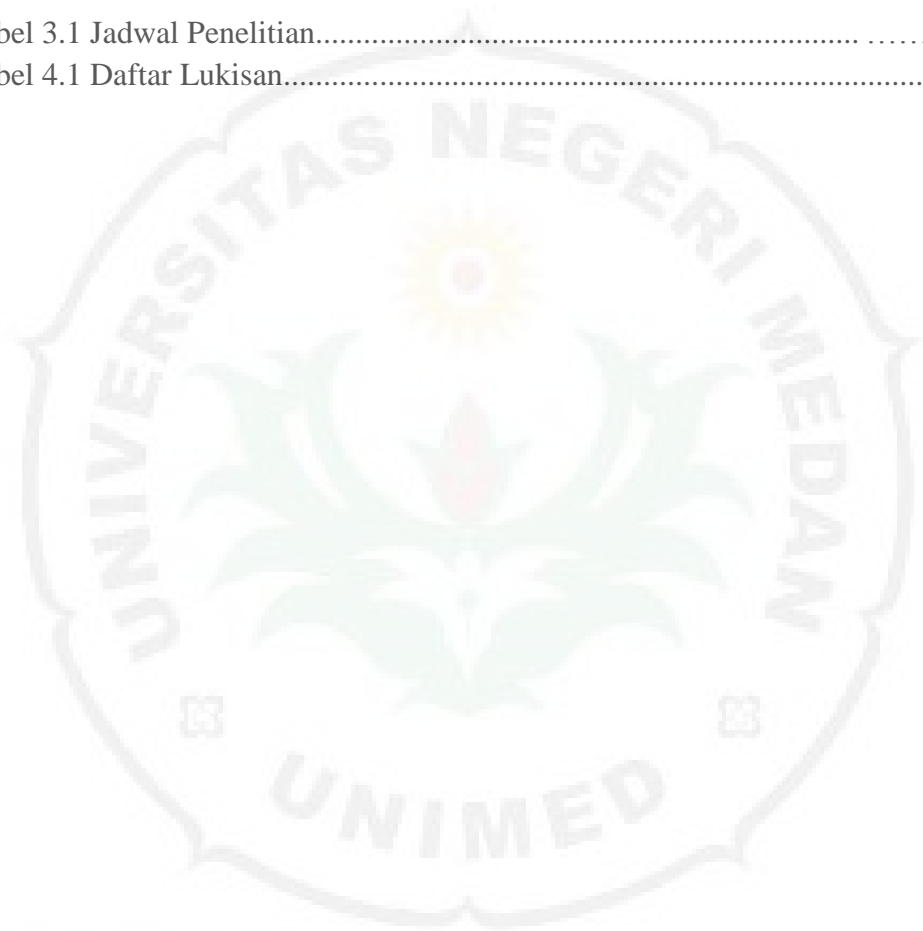 bel 3.1 Jadwal Penelitian..................................................................... ......
bel 4.1 Daftar Lukisan.................................................................................
UNIVERSITAS NEGERI MEDAN
UNIMED